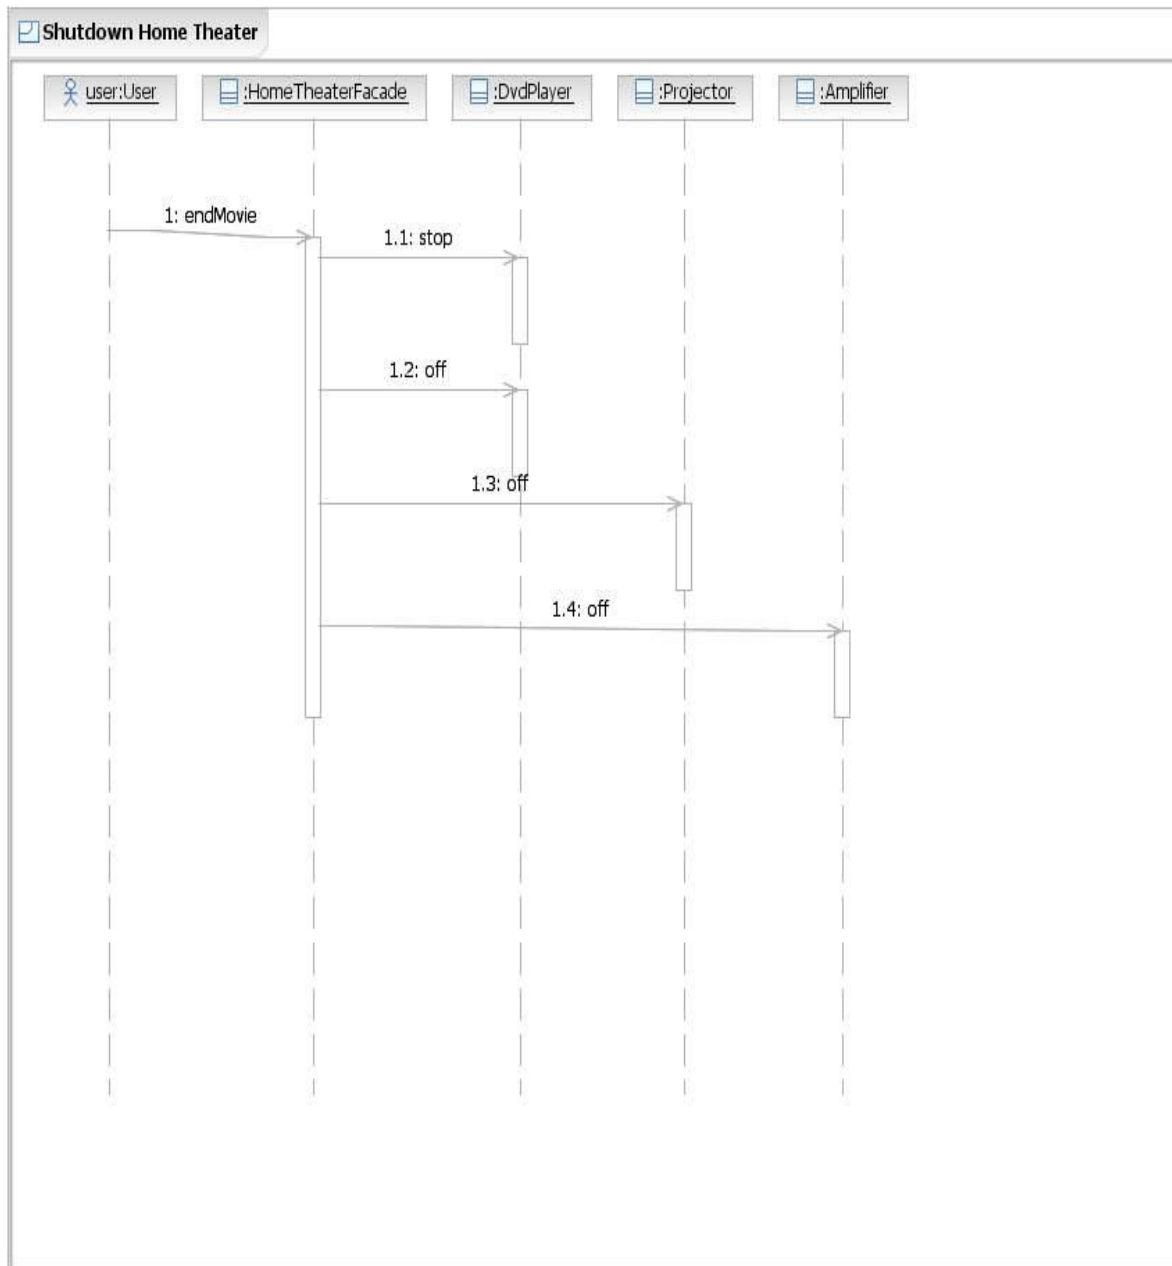 Shutdown Home Theater
user:User
:HomeTheaterFacade
:DvdPlayer
:Projector
:Amplifier
1: endMovie
1.1: stop
1.2: off
1.3: off
1.4: off